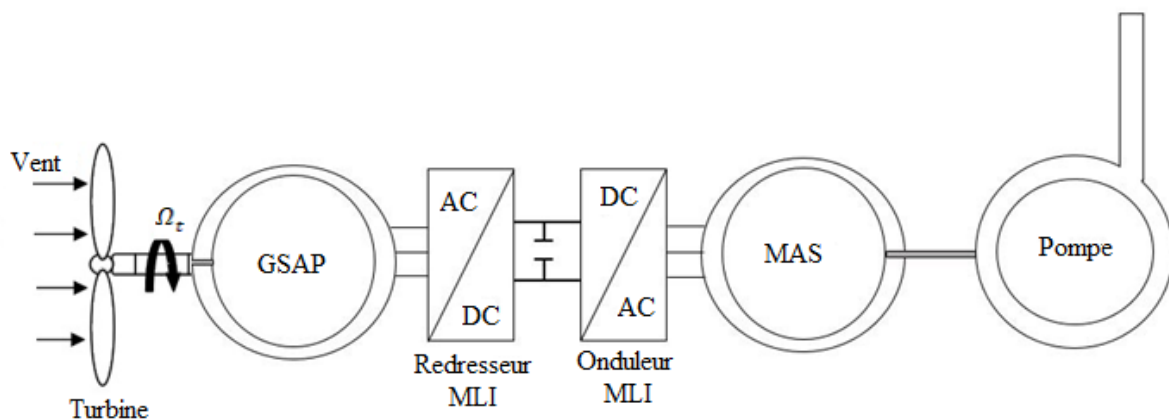 Vent
Ω_t
GSAP
AC
DC
DC
AC
MAS
Pompe
Redresseur
MLI
Onduleur
MLI
Turbine